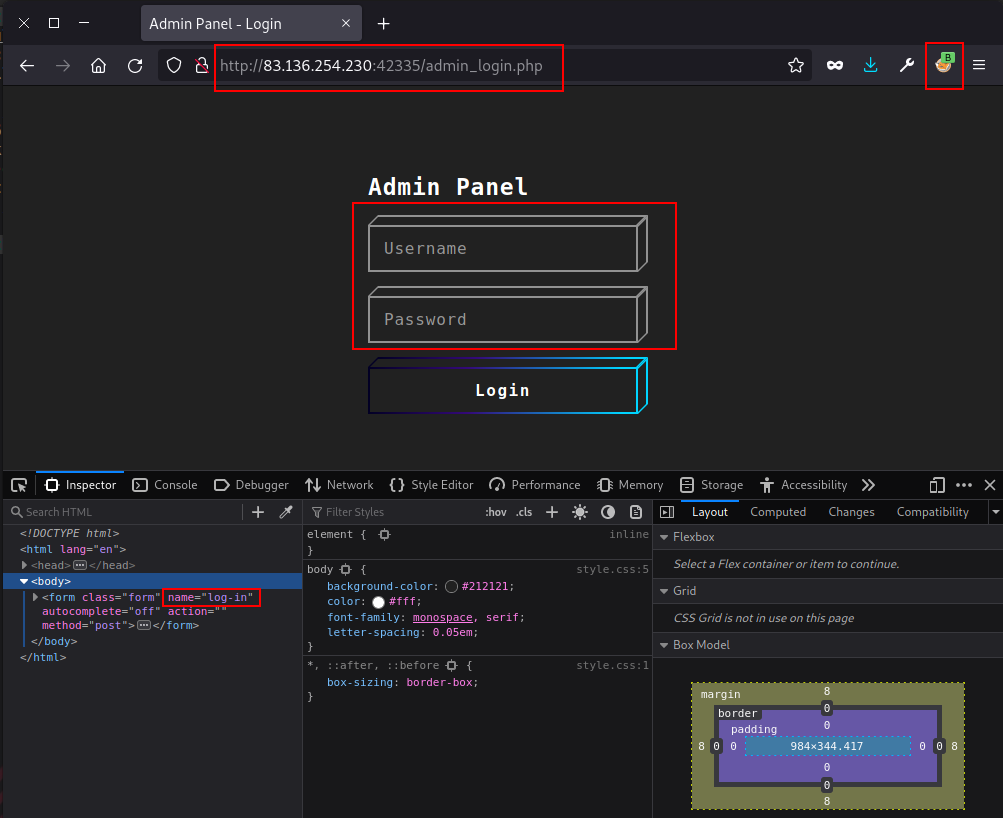 Admin Panel - Login
http://83.136.254.230:42335/admin_login.php
B
Admin Panel
Username
Password
Login
Inspector Console Debugger Network Style Editor Performance Memory Storage Accessibility
Search HTML
Filter Styles :hov .cls
Layout Computed Changes Compatibility
<!DOCTYPE html>
<html lang="en">
<head></head>
<body>
<form class="form" name="log-in"
autocomplete="off" action=""
method="post"></form>
</body>
</html>
element { inline
}
body { style.css:5
background-color: #212121;
color: #fff;
font-family: monospace, serif;
letter-spacing: 0.05em;
}
*, ::after, ::before { style.css:1
box-sizing: border-box;
}
Flexbox
Select a Flex container or item to continue.
Grid
CSS Grid is not in use on this page
Box Model
margin 8
border 0
padding 0
8 0 0 984×344.417 0 0 8
0
0
8